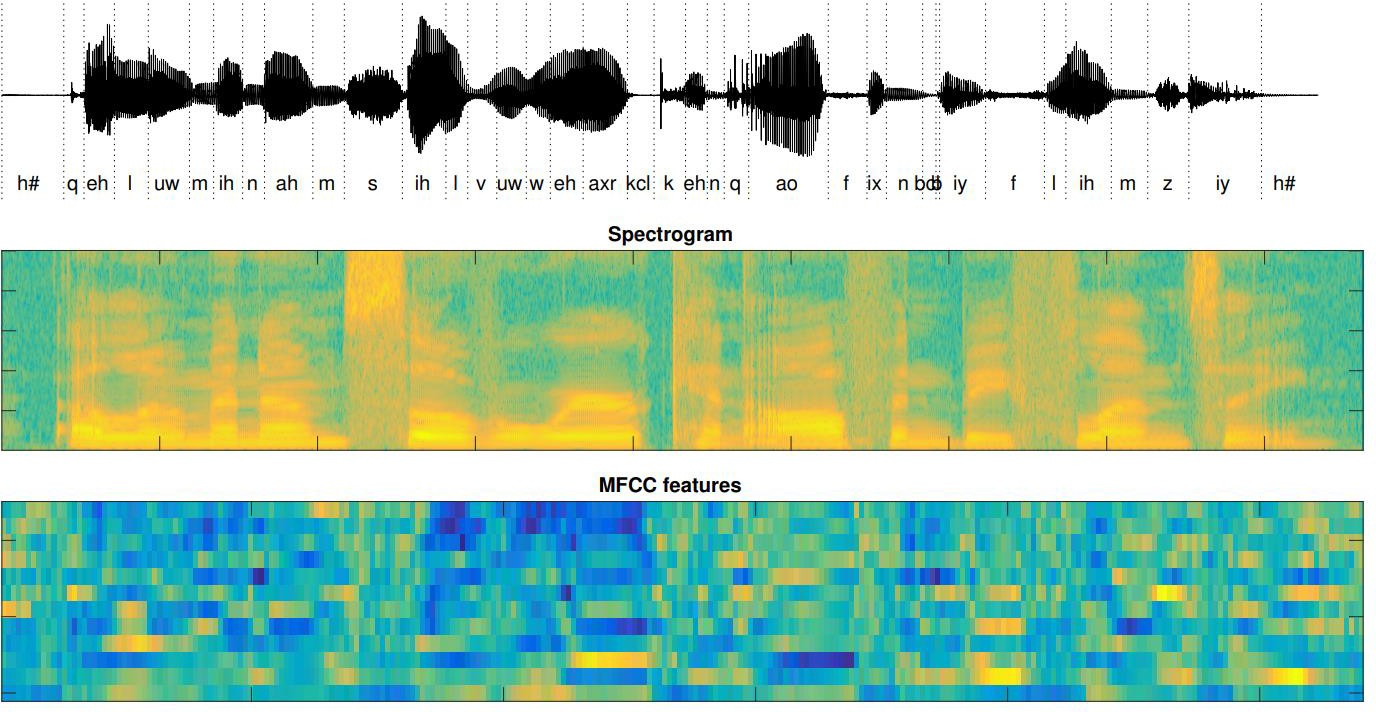 h# q eh l uw m ih n ah m s ih l v uw w eh axr kcl k eh n q ao f ix n bcl b iy f l ih m z iy h#
Spectrogram
MFCC features